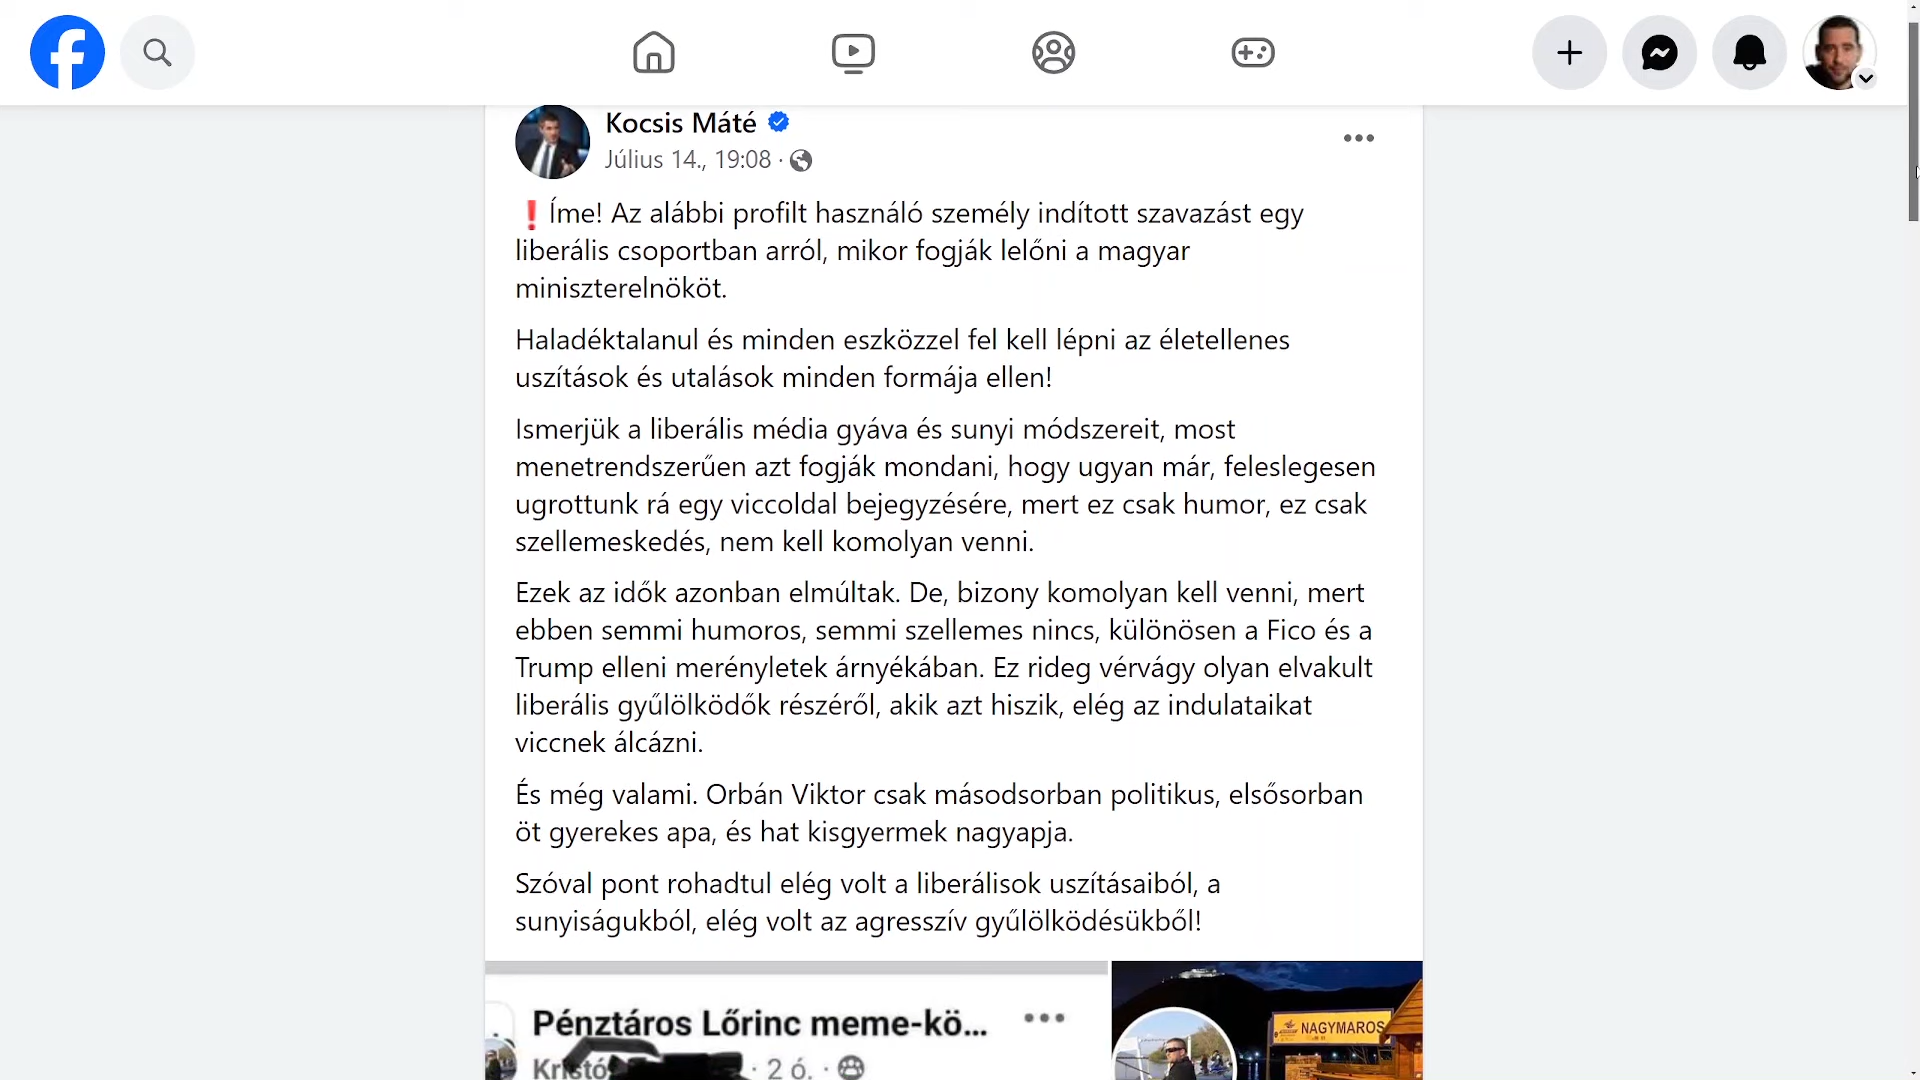 Kocsis Máté
Július 14., 19:08 ·
❗Íme! Az alábbi profilt használó személy indított szavazást egy
liberális csoportban arról, mikor fogják lelőni a magyar
miniszterelnököt.
Haladéktalanul és minden eszközzel fel kell lépni az életellenes
uszítások és utalások minden formája ellen!
Ismerjük a liberális média gyáva és sunyi módszereit, most
menetrendszerűen azt fogják mondani, hogy ugyan már, feleslegesen
ugrottunk rá egy viccoldal bejegyzésére, mert ez csak humor, ez csak
szellemeskedés, nem kell komolyan venni.
Ezek az idők azonban elmúltak. De, bizony komolyan kell venni, mert
ebben semmi humoros, semmi szellemes nincs, különösen a Fico és a
Trump elleni merényletek árnyékában. Ez rideg vérvágy olyan elvakult
liberális gyűlölködők részéről, akik azt hiszik, elég az indulataikat
viccnek álcázni.
És még valami. Orbán Viktor csak másodsorban politikus, elsősorban
öt gyerekes apa, és hat kisgyermek nagyapja.
Szóval pont rohadtul elég volt a liberálisok uszításaiból, a
sunyiságukból, elég volt az agresszív gyűlölködésükből!
Pénztáros Lőrinc meme-kö...
· 2 ó. ·
NAGYMAROS